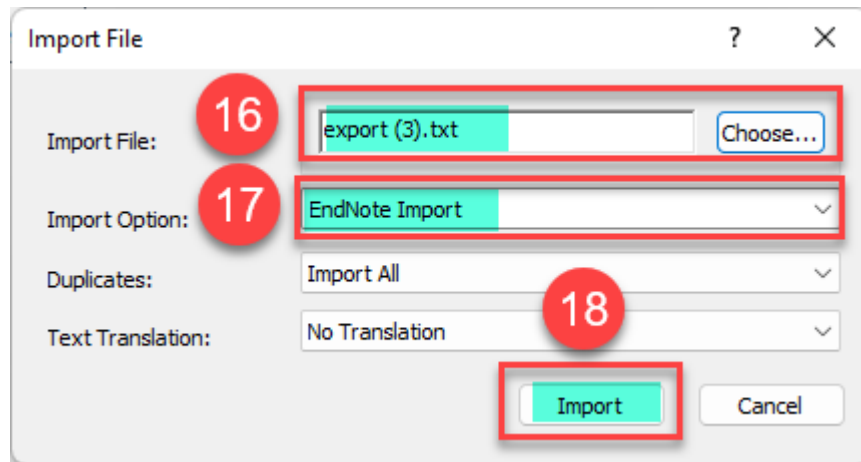 Import File
?
16
Import File:
export (3).txt
Choose...
17
Import Option:
EndNote Import
Duplicates:
Import All
18
Text Translation:
No Translation
Import
Cancel